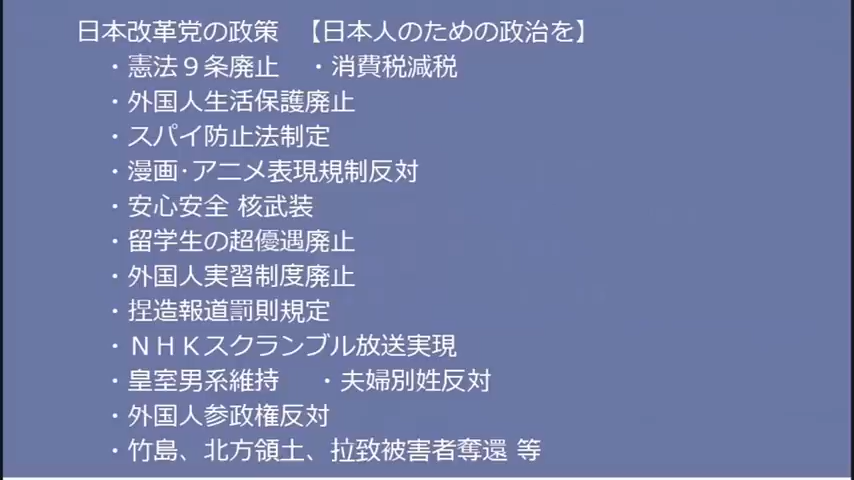 日本改革党の政策　【日本人のための政治を】
・憲法９条廃止　・消費税減税
・外国人生活保護廃止
・スパイ防止法制定
・漫画･アニメ表現規制反対
・安心安全 核武装
・留学生の超優遇廃止
・外国人実習制度廃止
・捏造報道罰則規定
・ＮＨＫスクランブル放送実現
・皇室男系維持　・夫婦別姓反対
・外国人参政権反対
・竹島、北方領土、拉致被害者奪還 等